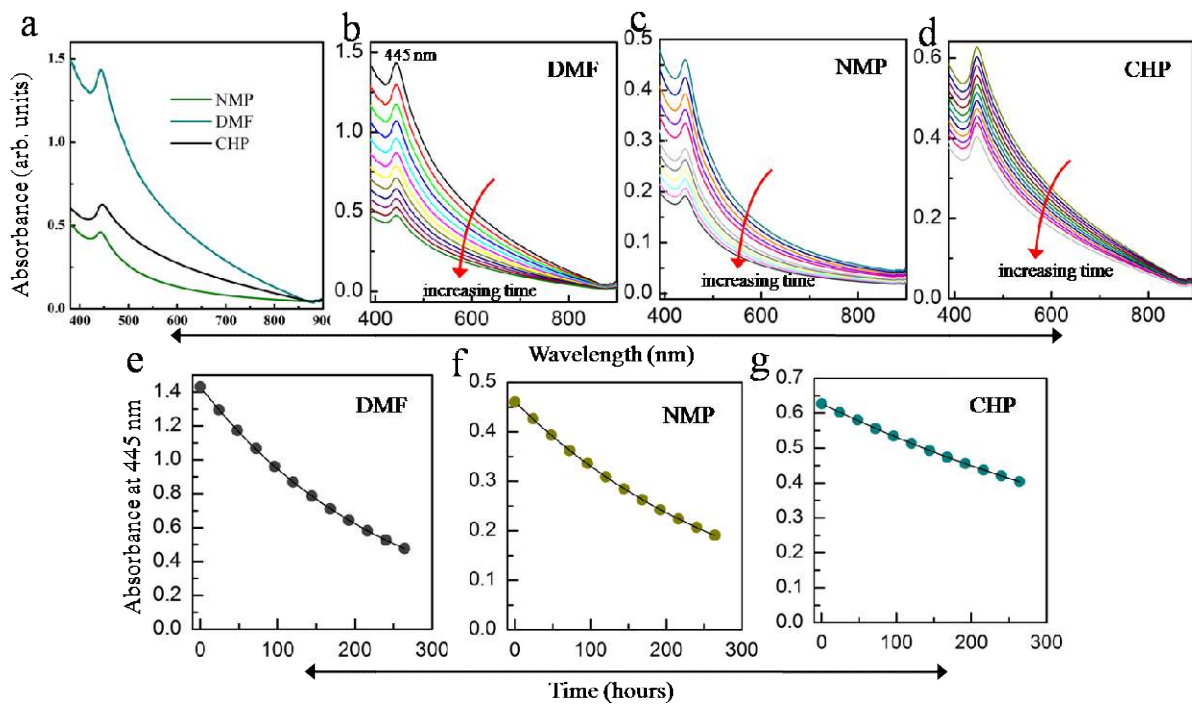 a
b
c
d
Absorbance (arb. units)
1.5
1.0
0.5
0.0
NMP
DMF
CHP
400 500 600 700 800 900
445 nm
DMF
1.5
1.0
0.5
0.0
increasing time
400 600 800
NMP
0.5
0.4
0.3
0.2
0.1
0.0
increasing time
400 600 800
CHP
0.6
0.4
0.2
0.0
increasing time
400 600 800
Wavelength (nm)
e
f
g
Absorbance at 445 nm
DMF
1.4
1.2
1.0
0.8
0.6
0.4
0.2
0.0
0 100 200 300
NMP
0.5
0.4
0.3
0.2
0.1
0.0
0 100 200 300
CHP
0.7
0.6
0.5
0.4
0.3
0.2
0.1
0.0
0 100 200 300
Time (hours)